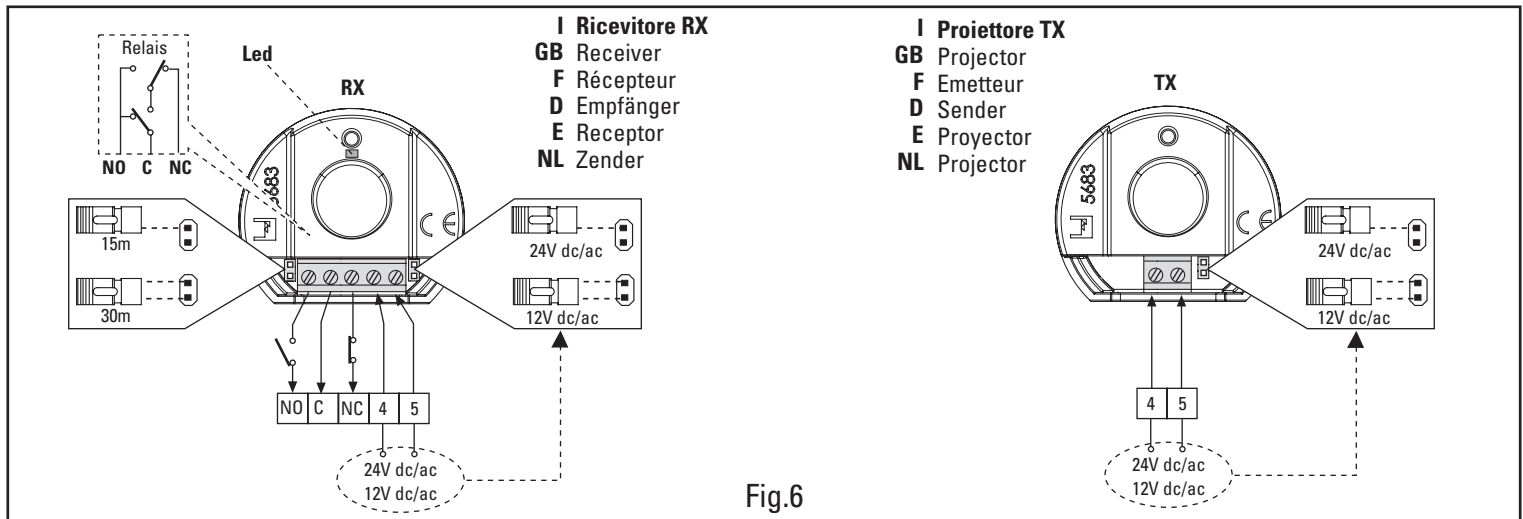 Relais
NO C NC
Led
RX
I Ricevitore RX
GB Receiver
F Récepteur
D Empfänger
E Receptor
NL Zender
15m
30m
5683
24V dc/ac
12V dc/ac
NO C NC 4 5
24V dc/ac
12V dc/ac
Fig.6
I Proiettore TX
GB Projector
F Emetteur
D Sender
E Proyector
NL Projector
TX
5683
CE
24V dc/ac
12V dc/ac
4 5
24V dc/ac
12V dc/ac